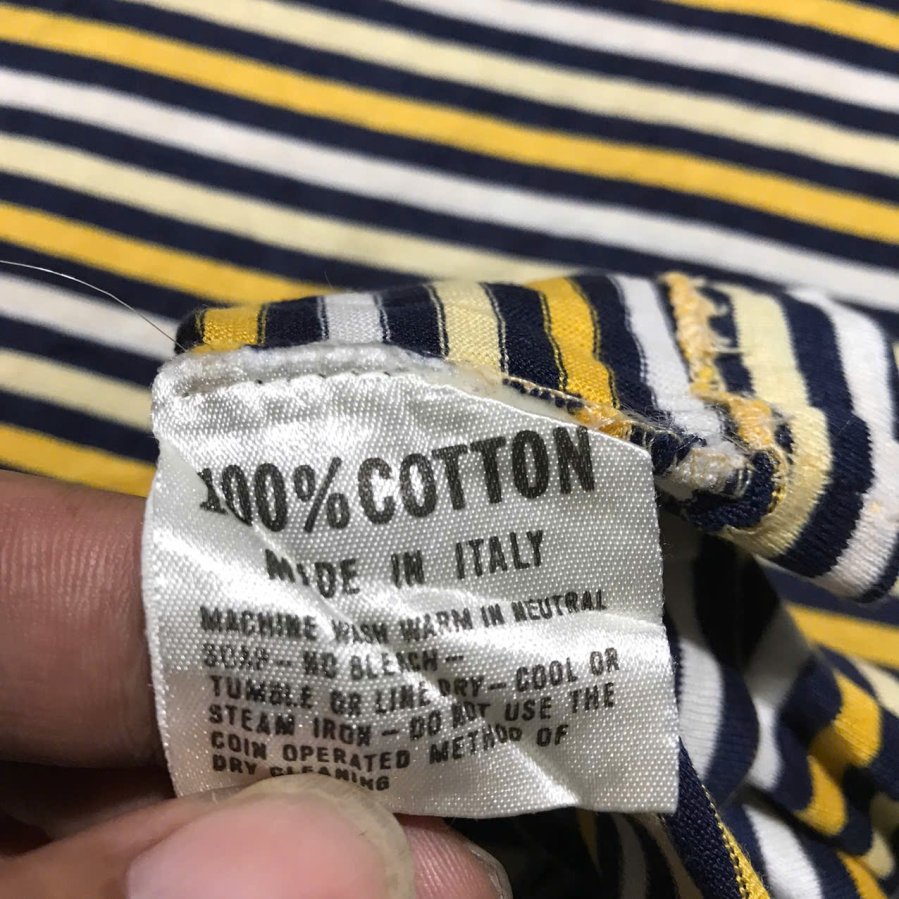 100% COTTON
MADE IN ITALY
MACHINE WASH WARM IN NEUTRAL
SOAP - NO BLEACH -
TUMBLE OR LINE DRY - COOL OR
STEAM IRON - DO NOT USE THE
COIN OPERATED METHOD OF
DRY CLEANING